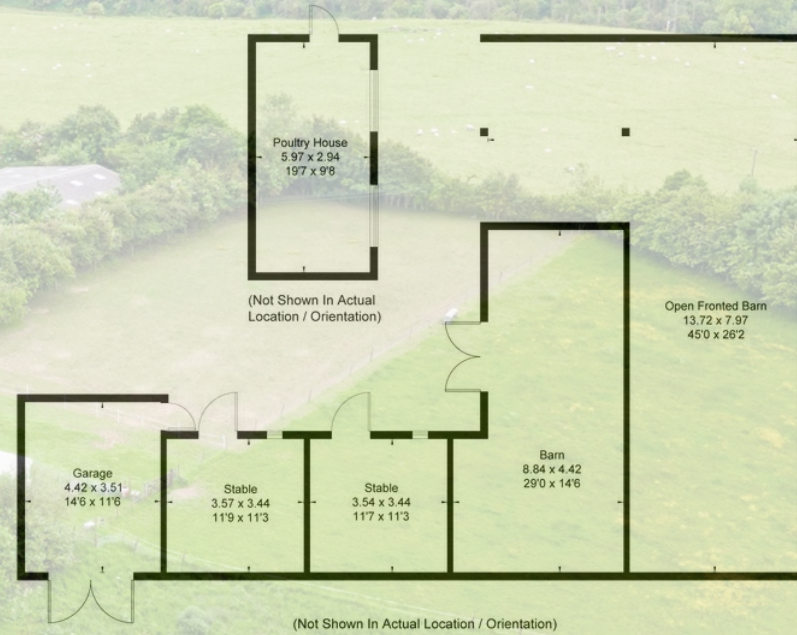 Poultry House
5.97 x 2.94
19'7 x 9'8
(Not Shown In Actual
Location / Orientation)
Open Fronted Barn
13.72 x 7.97
45'0 x 26'2
Garage
4.42 x 3.51
14'6 x 11'6
Stable
3.57 x 3.44
11'9 x 11'3
Stable
3.54 x 3.44
11'7 x 11'3
Barn
8.84 x 4.42
29'0 x 14'6
(Not Shown In Actual Location / Orientation)